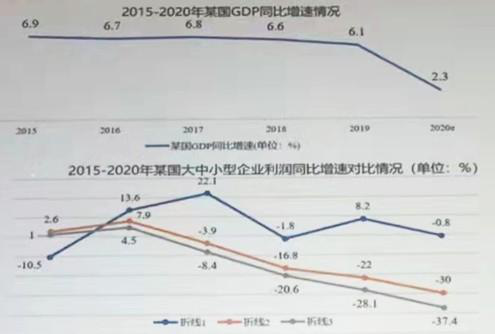 2015-2020年某国GDP同比增速情况
6.9 6.7 6.8 6.6 6.1 2.3
2015 2016 2017 2018 2019 2020e
某国GDP同比增速(单位：%)
2015-2020年某国大中小型企业利润同比增速对比情况（单位：%）
22.1
13.6
8.2
2.6 7.9 -1.8 -0.8
1 4.5 -3.9
-10.5 -8.4 -16.8 -22 -30
-20.6 -28.1 -37.4
折线1 折线2 折线3